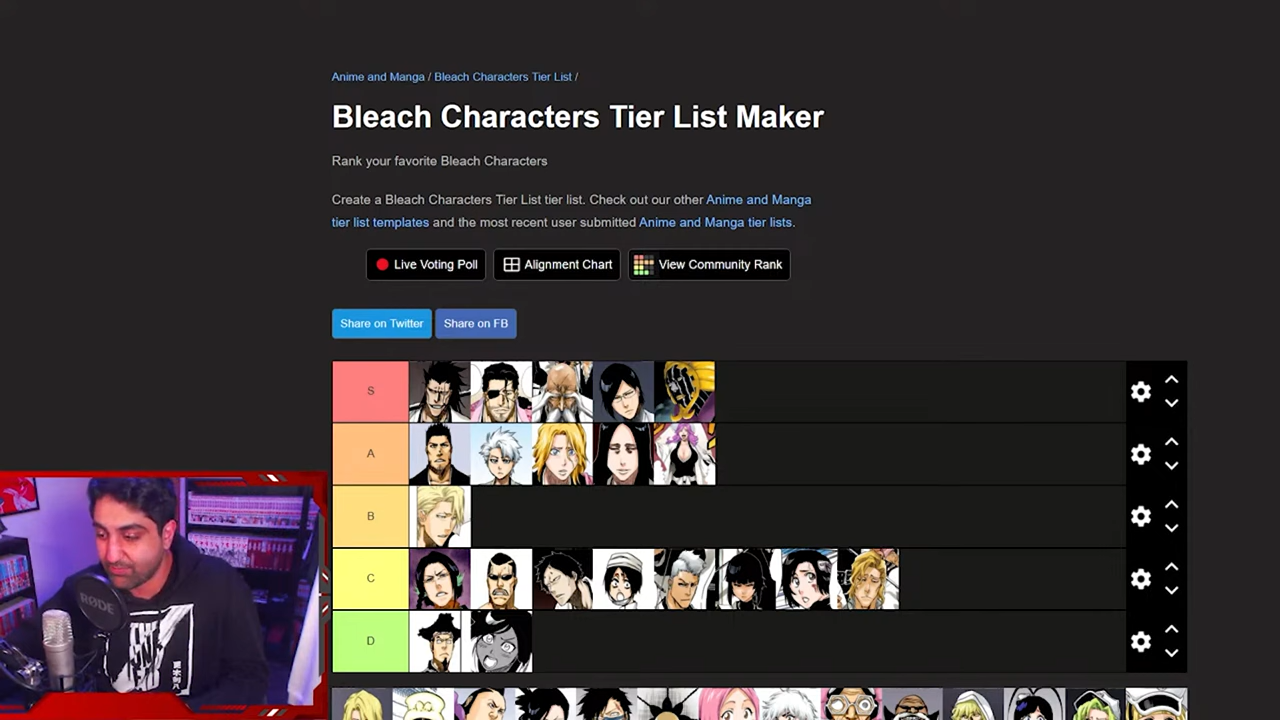 Anime and Manga / Bleach Characters Tier List /
Bleach Characters Tier List Maker
Rank your favorite Bleach Characters
Create a Bleach Characters Tier List tier list. Check out our other Anime and Manga
tier list templates and the most recent user submitted Anime and Manga tier lists.
Live Voting Poll
Alignment Chart
View Community Rank
Share on Twitter
Share on FB
S
A
B
C
D
RØDE